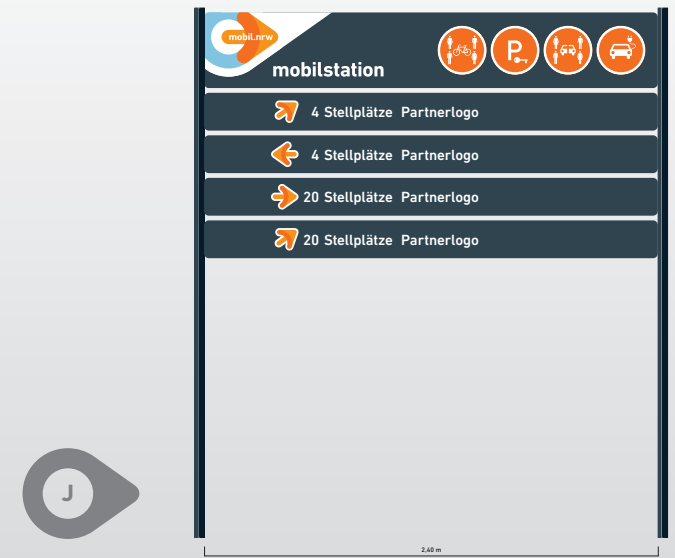 mobil.nrw
mobilstation
P
4 Stellplätze Partnerlogo
4 Stellplätze Partnerlogo
20 Stellplätze Partnerlogo
20 Stellplätze Partnerlogo
J
2,40 m